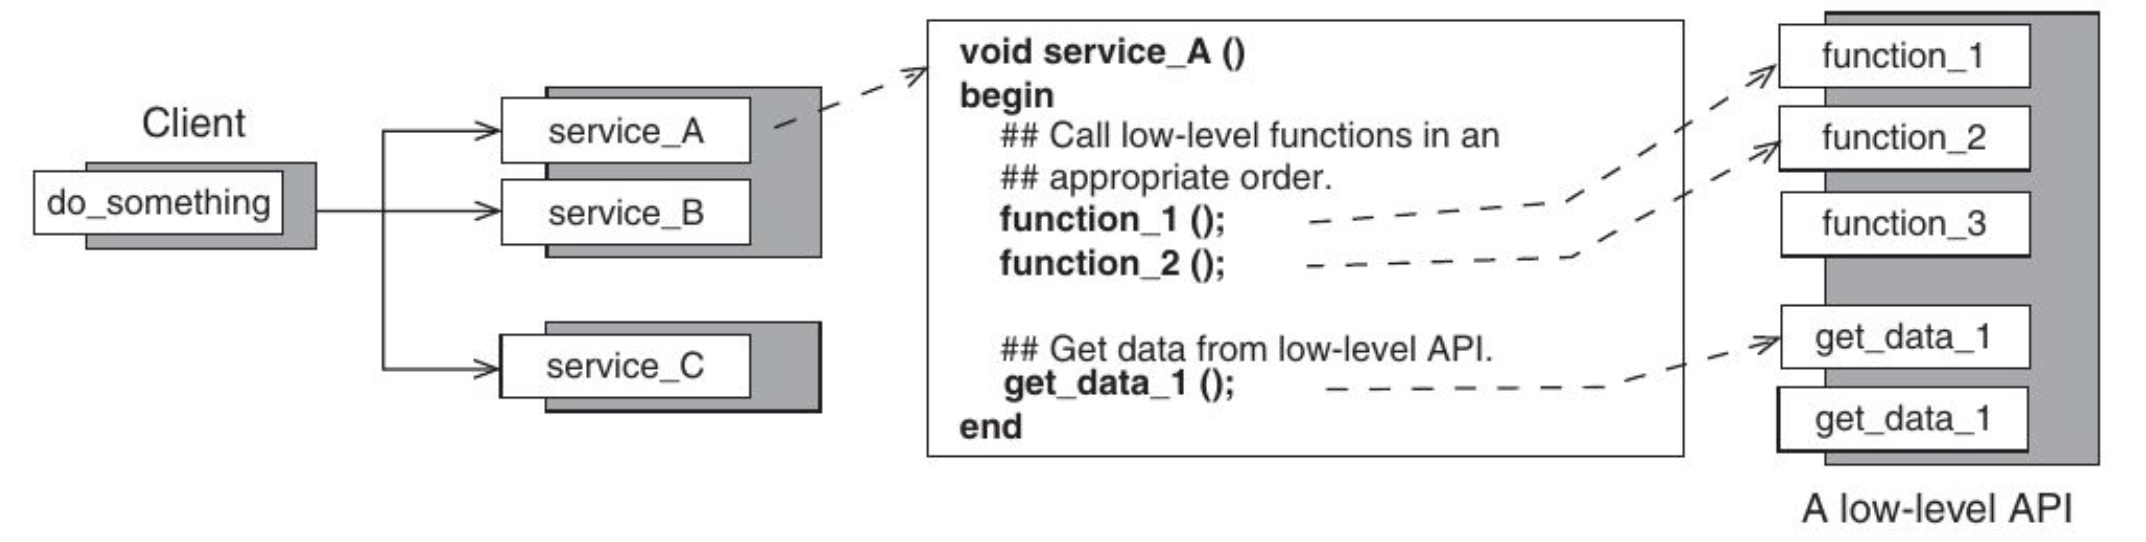 Client
do_something
service_A
service_B
service_C
void service_A ()
begin
## Call low-level functions in an
## appropriate order.
function_1 ();
function_2 ();
## Get data from low-level API.
get_data_1 ();
end
function_1
function_2
function_3
get_data_1
get_data_1
A low-level API